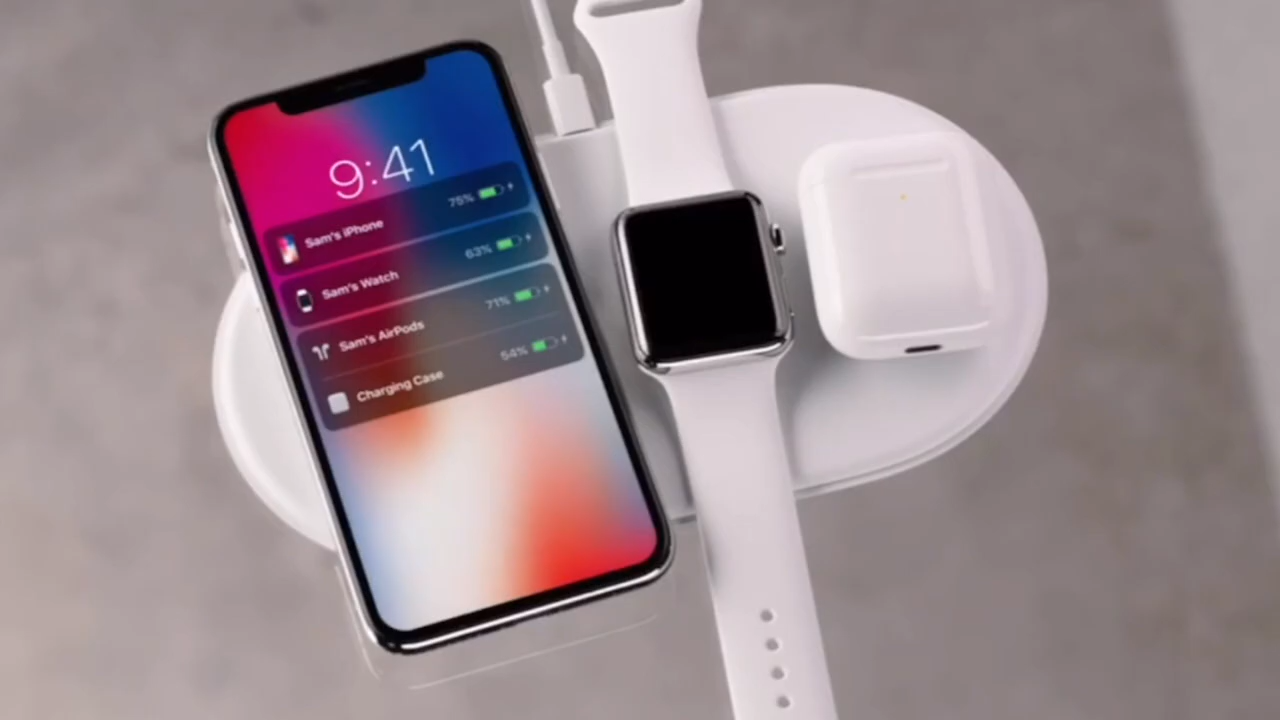 9:41
Sam's iPhone 75%
Sam's Watch 63%
Sam's AirPods 71%
Charging Case 54%